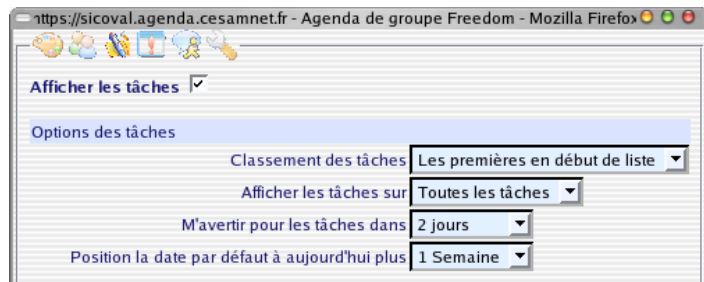 https://sicoval.agenda.cesamnet.fr - Agenda de groupe Freedom - Mozilla Firefox
Afficher les tâches
Options des tâches
Classement des tâches Les premières en début de liste
Afficher les tâches sur Toutes les tâches
M'avertir pour les tâches dans 2 jours
Position la date par défaut à aujourd'hui plus 1 Semaine